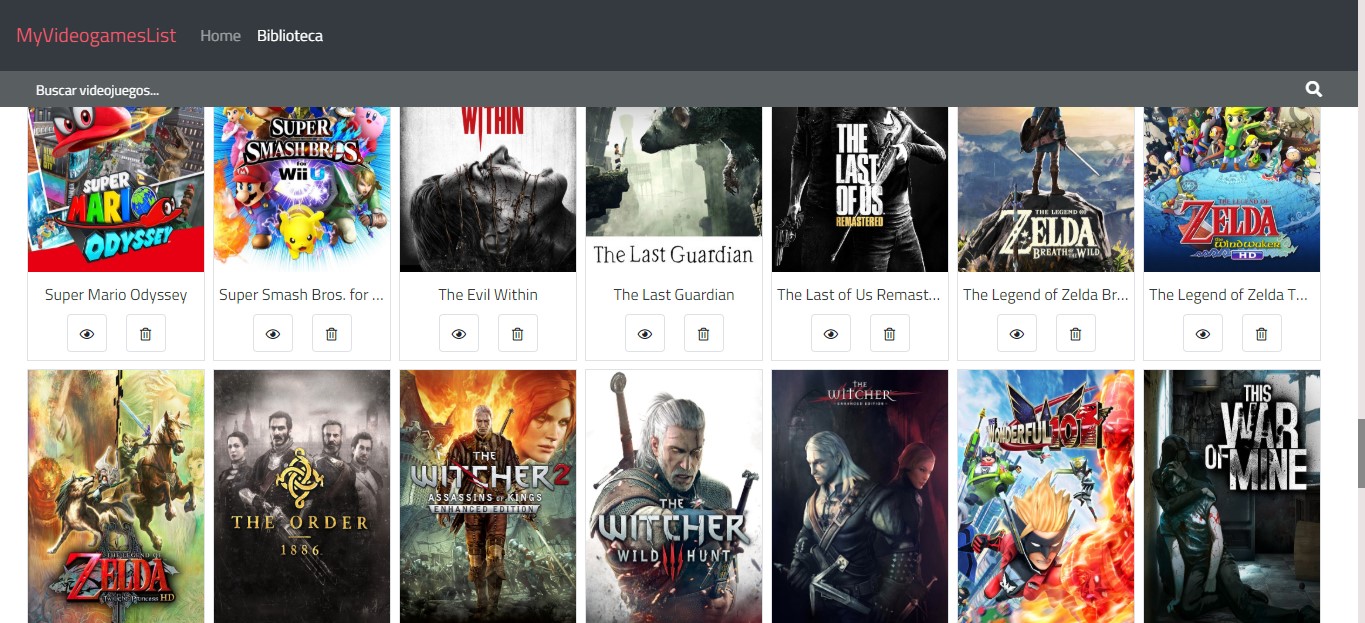 MyVideogamesList Home Biblioteca
Buscar videojuegos...
SUPER
MARIO
ODYSSEY
SUPER
SMASH BROS.
for
Wii U
WITHIN
The Last Guardian
THE
LAST
OF US
REMASTERED
THE LEGEND OF
ZELDA
BREATH OF THE WILD
THE LEGEND OF
ZELDA
The Wind Waker
HD
Super Mario Odyssey
Super Smash Bros. for ...
The Evil Within
The Last Guardian
The Last of Us Remast...
The Legend of Zelda Br...
The Legend of Zelda T...
THE LEGEND OF
ZELDA
Twilight Princess HD
THE ORDER
1886
THE
WITCHER 2
ASSASSINS OF KINGS
ENHANCED EDITION
THE
WITCHER
WILD HUNT
THE
WITCHER
ENHANCED EDITION
THE
WONDERFUL 101
THIS
WAR
OF MINE